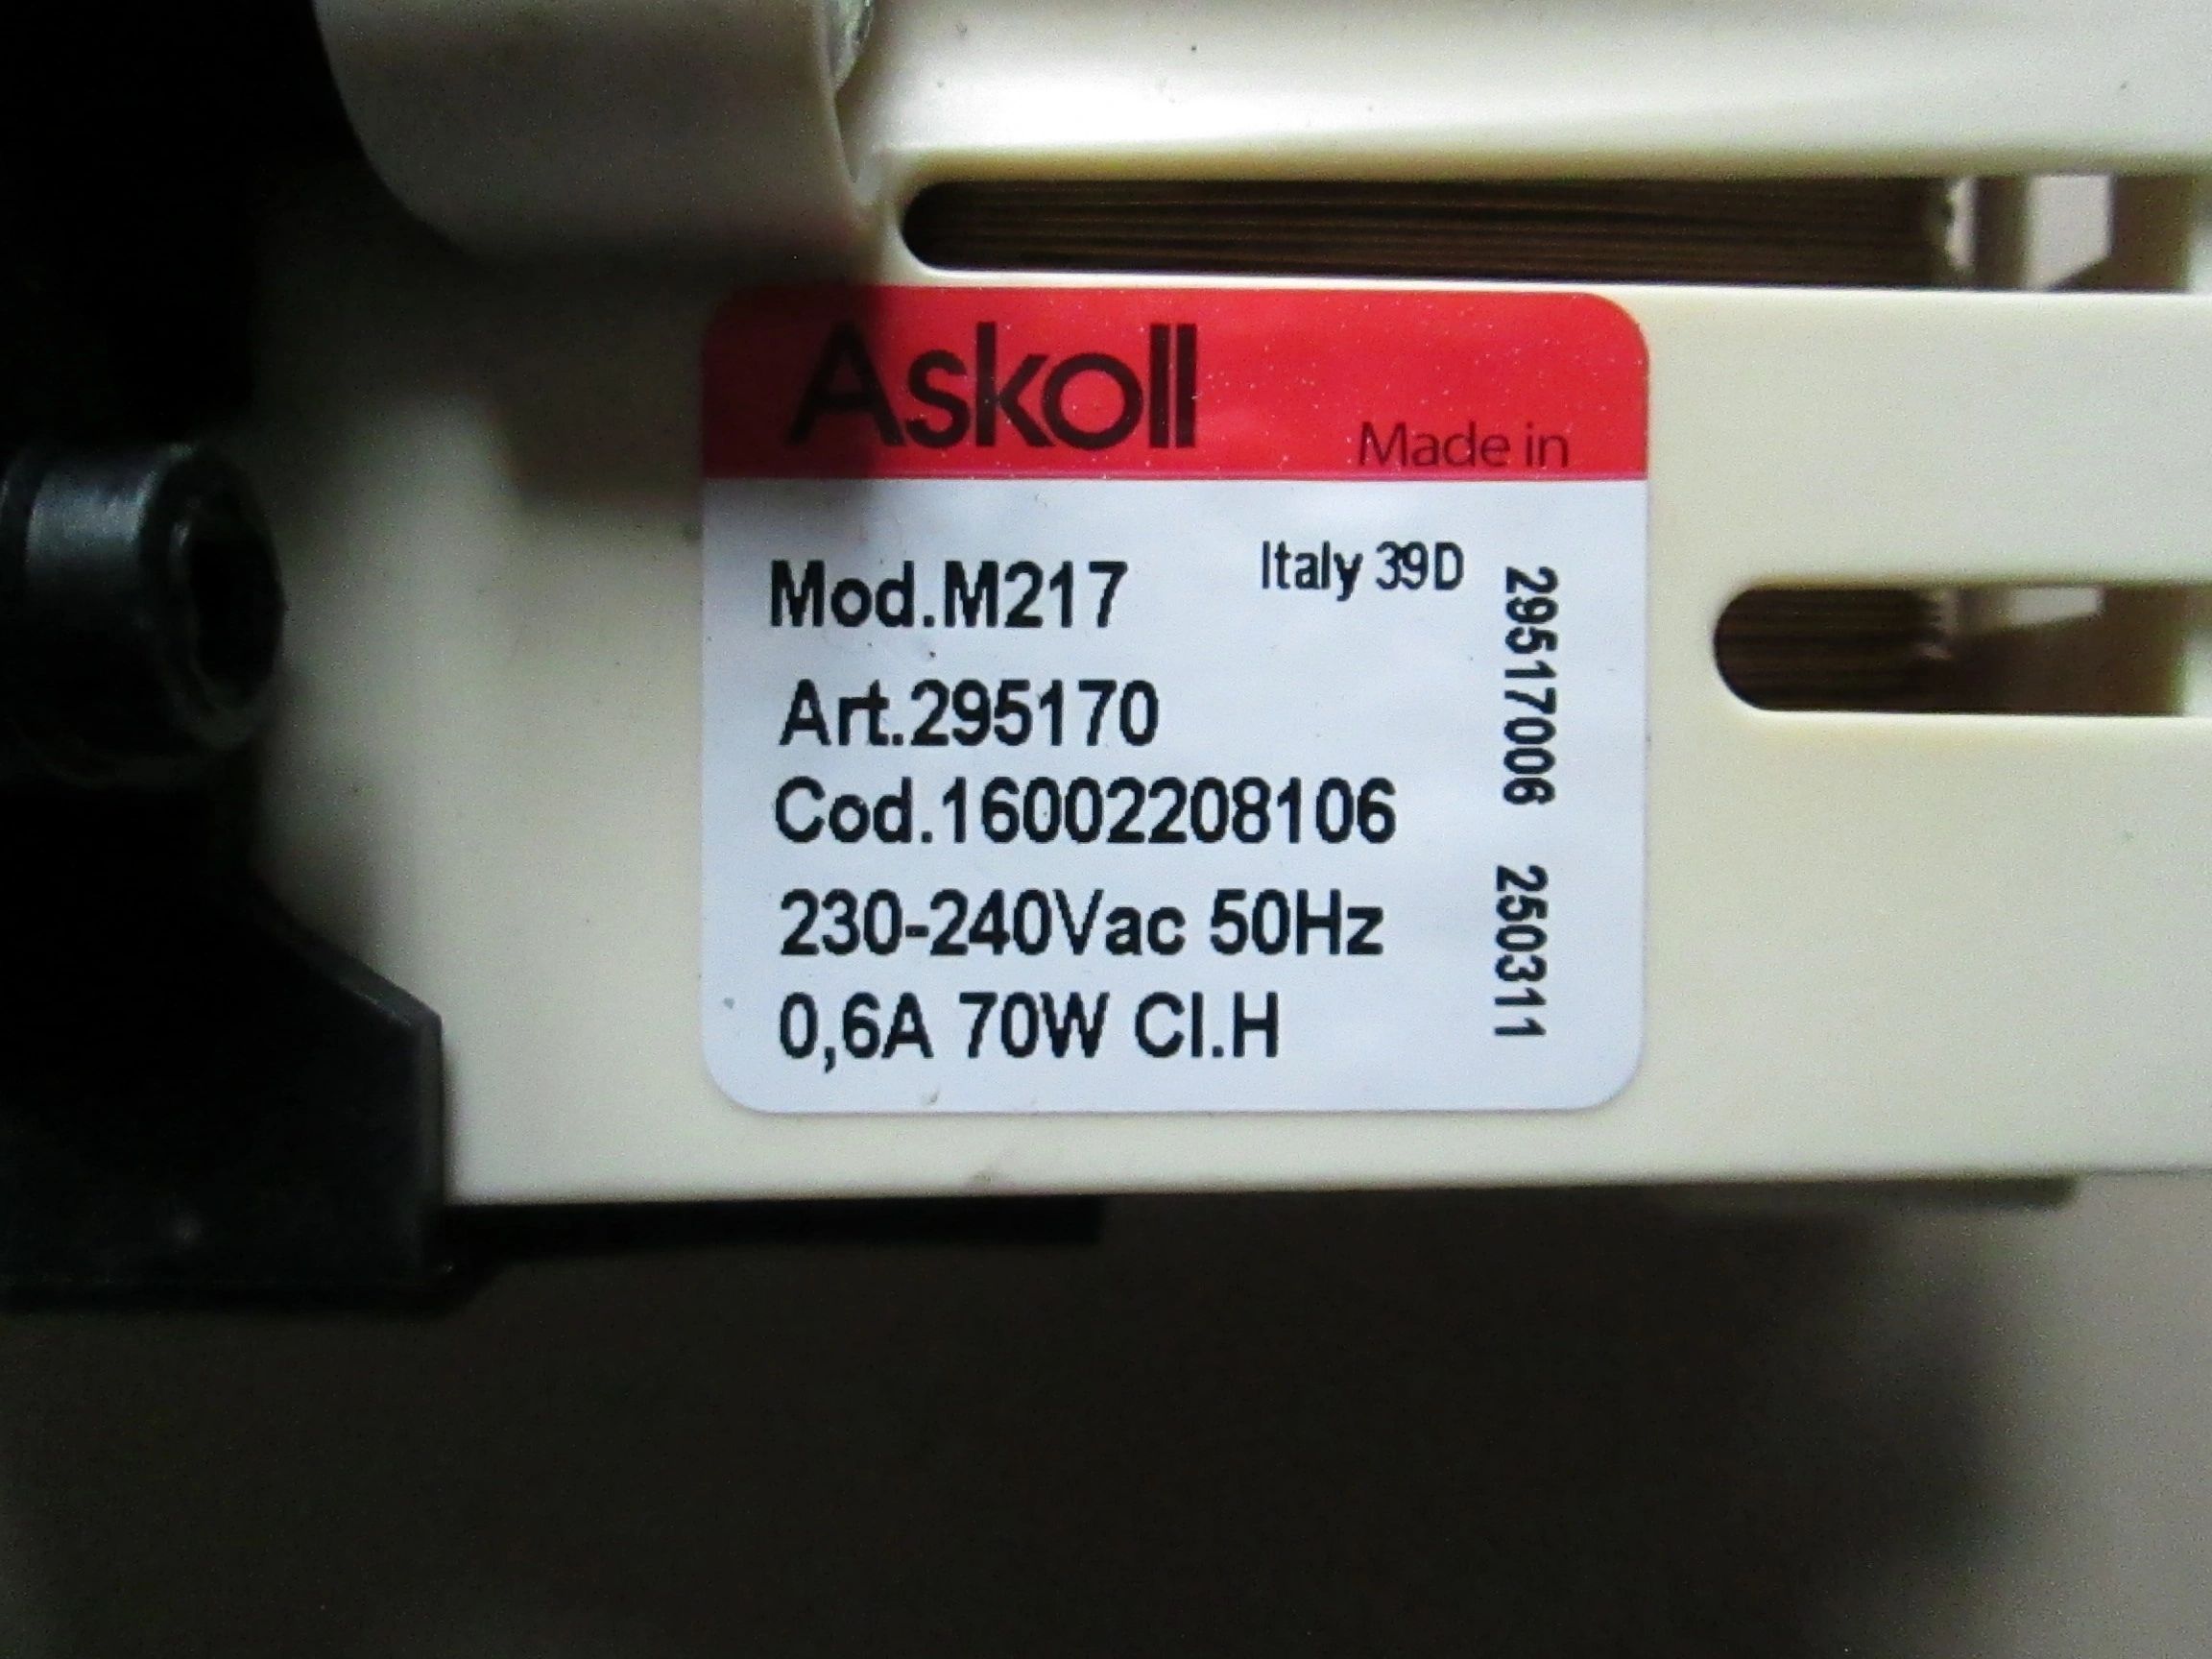 Askoll
Made in
Italy 39D
Mod.M217
Art.295170
Cod.16002208106
230-240Vac 50Hz
0,6A 70W Cl.H
29517006 250311